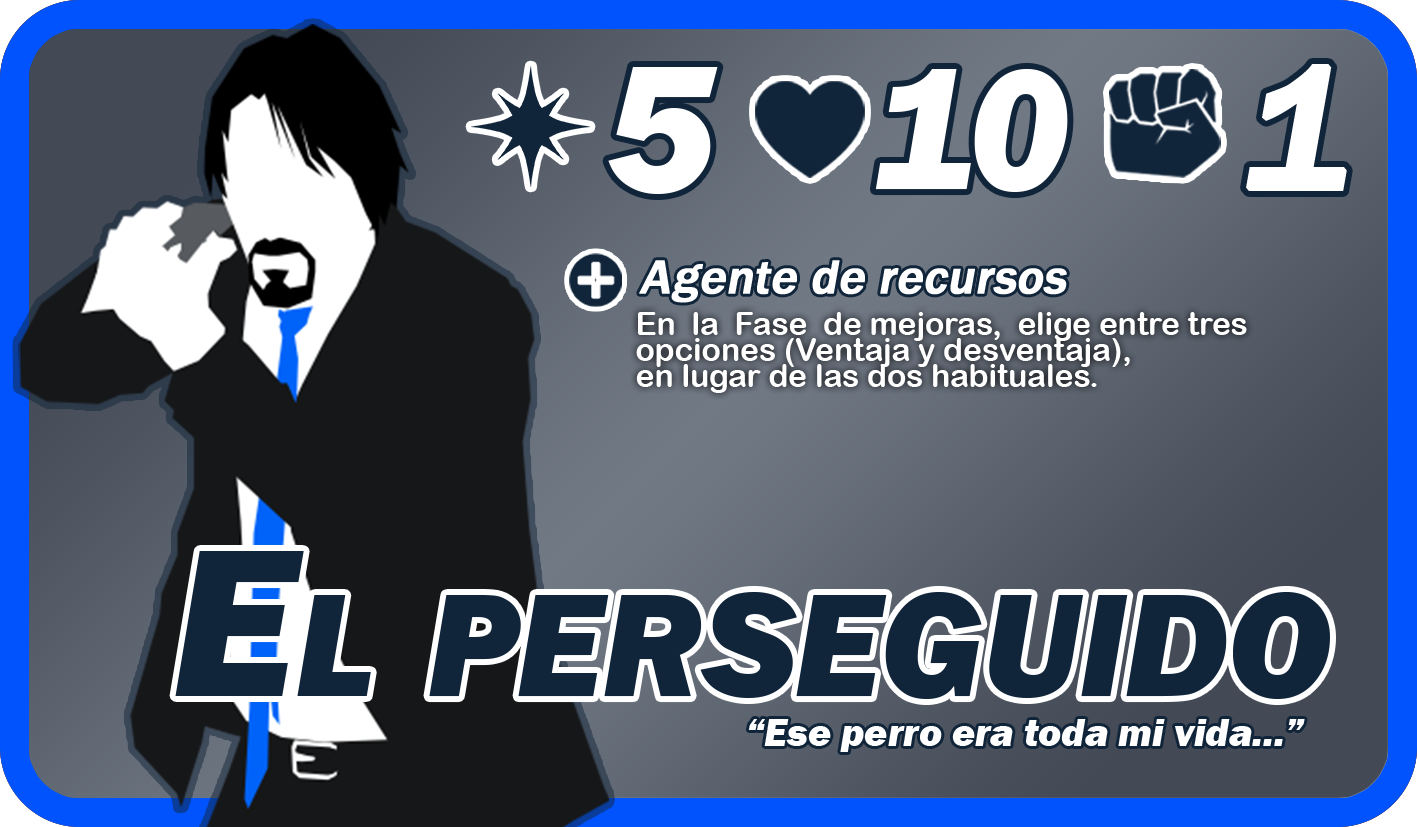 5 10 1
Agente de recursos
En la Fase de mejoras, elige entre tres
opciones (Ventaja y desventaja),
en lugar de las dos habituales.
El perseguido
“Ese perro era toda mi vida...”